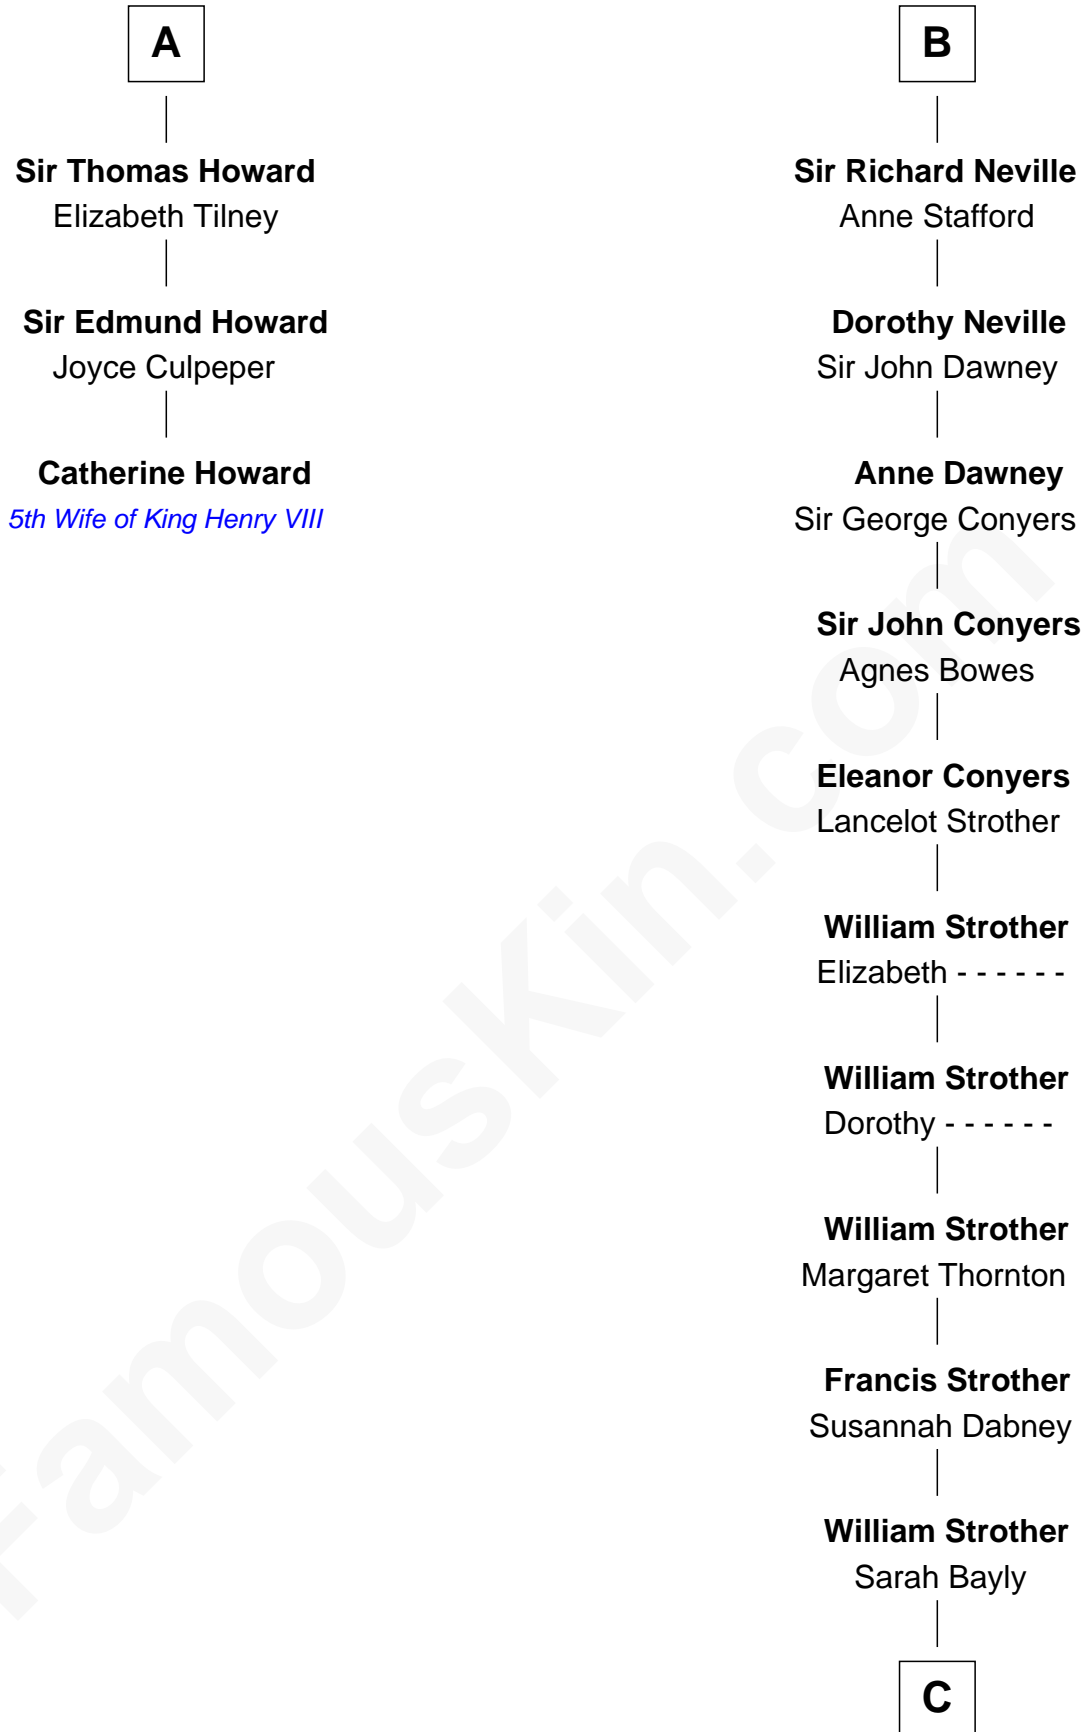 A
Sir Thomas Howard
Elizabeth Tilney
Sir Edmund Howard
Joyce Culpeper
Catherine Howard
5th Wife of King Henry VIII
B
Sir Richard Neville
Anne Stafford
Dorothy Neville
Sir John Dawney
Anne Dawney
Sir George Conyers
Sir John Conyers
Agnes Bowes
Eleanor Conyers
Lancelot Strother
William Strother
Elizabeth - - - - - -
William Strother
Dorothy - - - - - -
William Strother
Margaret Thornton
Francis Strother
Susannah Dabney
William Strother
Sarah Bayly
C
FamousKin.com